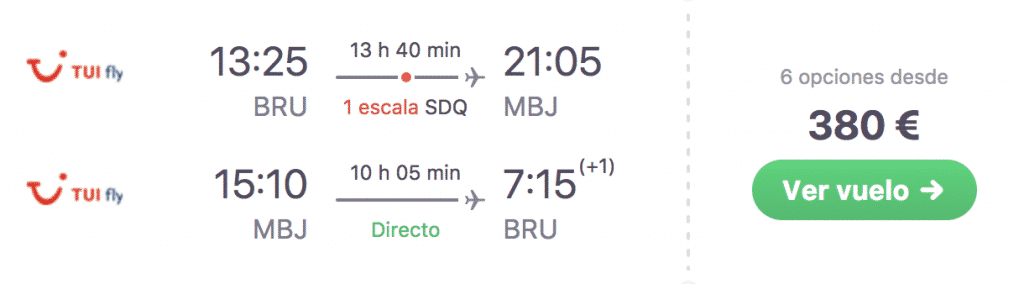 TUI fly
13:25
BRU
13 h 40 min
1 escala SDQ
21:05
MBJ
TUI fly
15:10
MBJ
10 h 05 min
Directo
7:15(+1)
BRU
6 opciones desde
380 €
Ver vuelo →